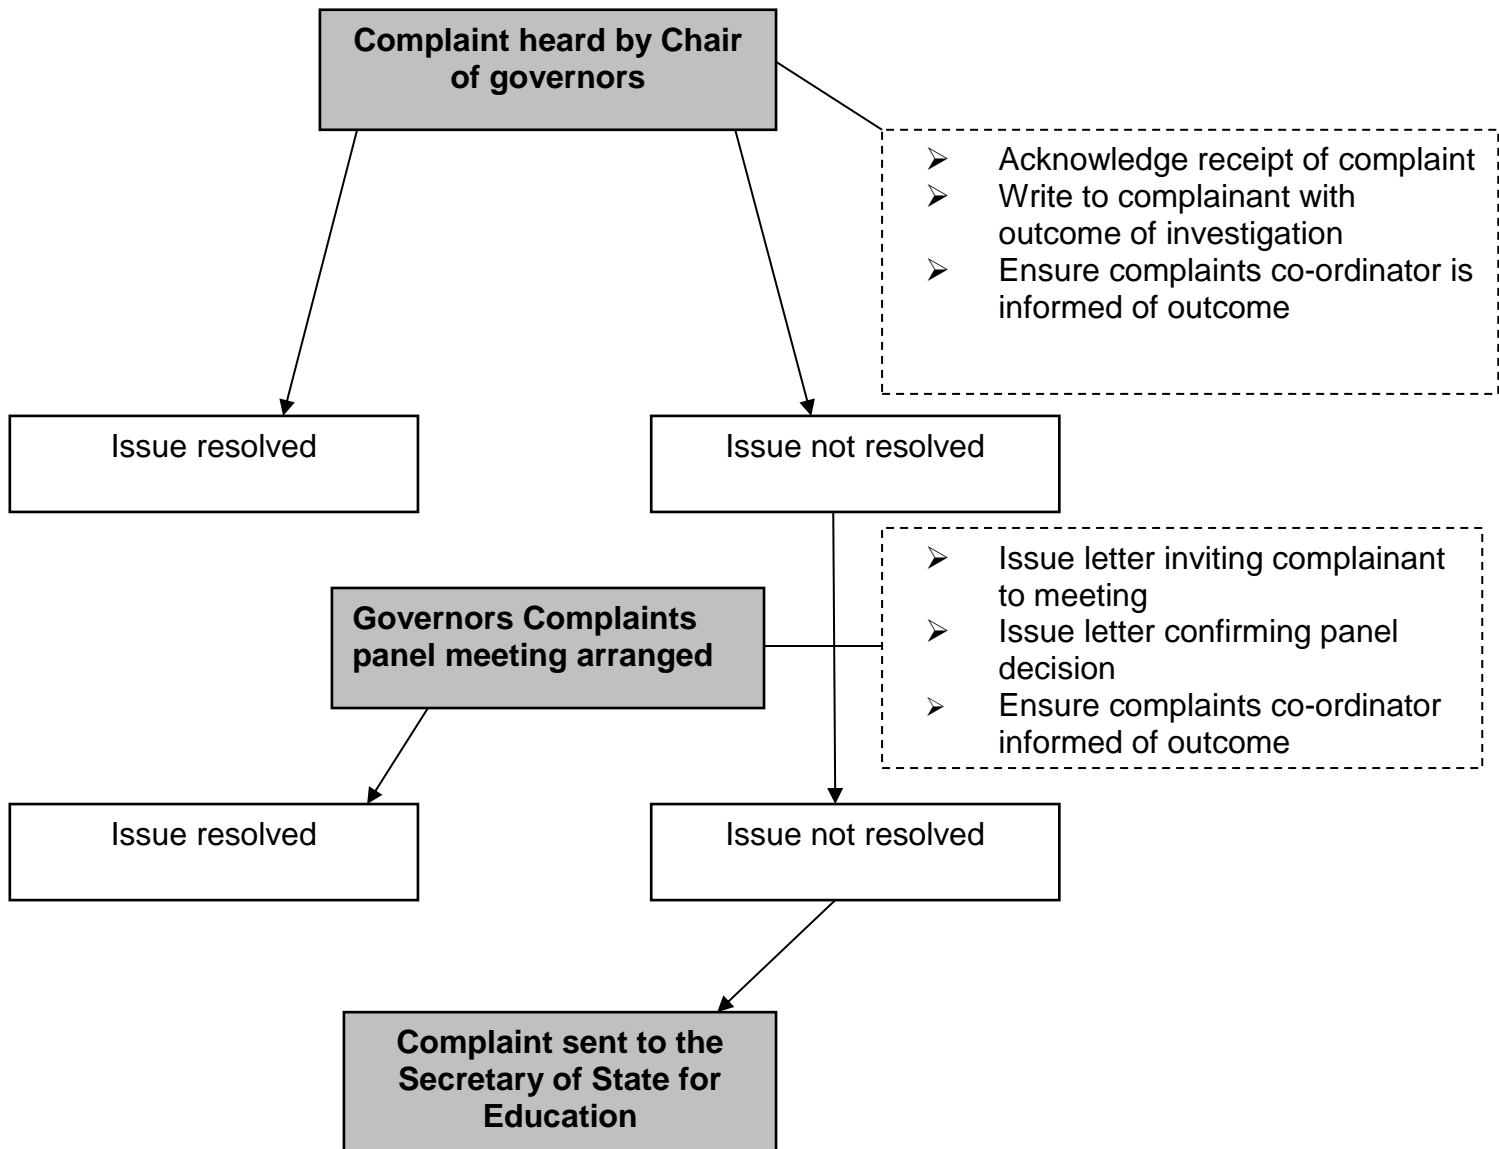 Complaint heard by Chair
of governors
➢ Acknowledge receipt of complaint
➢ Write to complainant with
outcome of investigation
➢ Ensure complaints co-ordinator is
informed of outcome
Issue resolved
Issue not resolved
➢ Issue letter inviting complainant
to meeting
➢ Issue letter confirming panel
decision
➢ Ensure complaints co-ordinator
informed of outcome
Governors Complaints
panel meeting arranged
Issue resolved
Issue not resolved
Complaint sent to the
Secretary of State for
Education